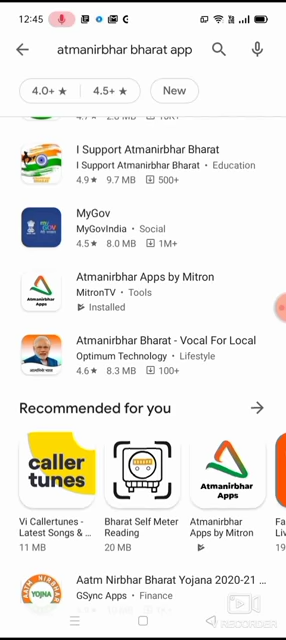 12:45
atmanirbhar bharat app
4.0+ ★
4.5+ ★
New
I Support Atmanirbhar Bharat
I Support Atmanirbhar Bharat • Education
4.9 ★ 9.7 MB 500+
MyGov
MyGovIndia • Social
4.5 ★ 8.0 MB 1M+
Atmanirbhar Apps by Mitron
MitronTV • Tools
Installed
Atmanirbhar Bharat - Vocal For Local
Optimum Technology • Lifestyle
4.6 ★ 8.3 MB 100+
Recommended for you
caller
tunes
Atmanirbhar
Apps
Vi Callertunes -
Latest Songs & ...
11 MB
Bharat Self Meter
Reading
20 MB
Atmanirbhar
Apps by Mitron
Aatm Nirbhar Bharat Yojana 2020-21 ...
GSync Apps • Finance
YOJNA
RECORDER